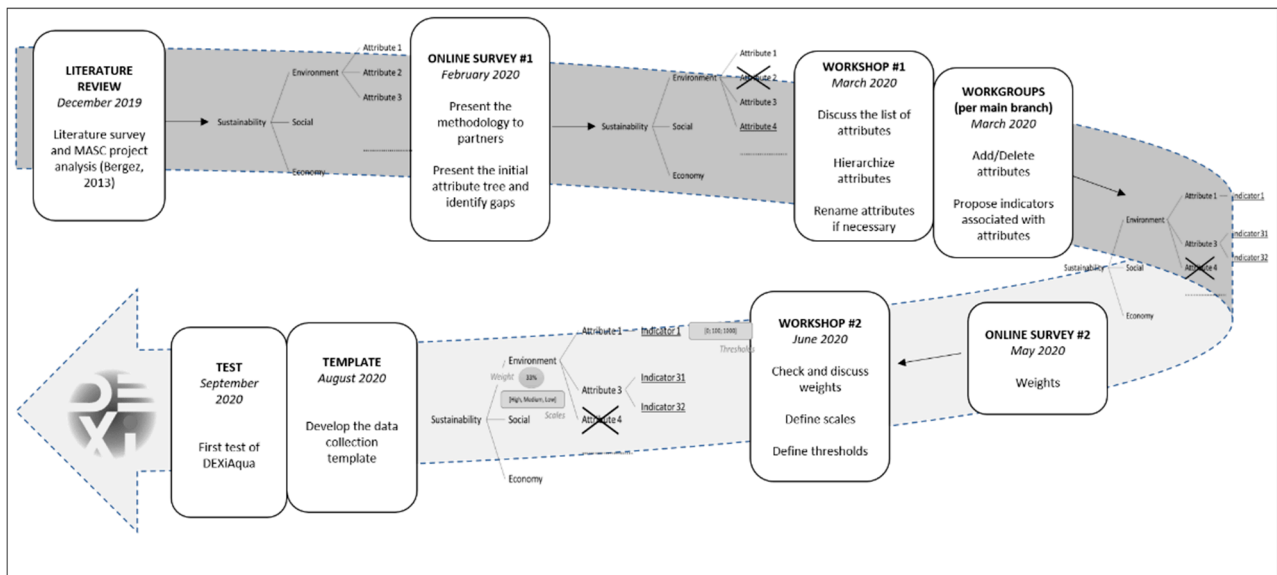 LITERATURE
REVIEW
December 2019
Literature survey
and MASC project
analysis (Bergez,
2013)
Sustainability
Environment
Social
Economy
Attribute 1
Attribute 2
Attribute 3
ONLINE SURVEY #1
February 2020
Present the
methodology to
partners
Present the initial
attribute tree and
identify gaps
Sustainability
Environment
Social
Economy
Attribute 1
Attribute 2
Attribute 3
Attribute 4
WORKSHOP #1
March 2020
Discuss the list of
attributes
Hierarchize
attributes
Rename attributes
if necessary
WORKGROUPS
(per main branch)
March 2020
Add/Delete
attributes
Propose indicators
associated with
attributes
Sustainability
Environment
Social
Economy
Attribute 1
Indicator 1
Attribute 3
Indicator 31
Indicator 32
Attribute 4
ONLINE SURVEY #2
May 2020
Weights
WORKSHOP #2
June 2020
Check and discuss
weights
Define scales
Define thresholds
Sustainability
Environment
Weight
33%
[High, Medium, Low]
Scales
Social
Economy
Attribute 1
Indicator 1
[0; 100; 1000]
Thresholds
Attribute 3
Indicator 31
Indicator 32
Attribute 4
TEMPLATE
August 2020
Develop the data
collection
template
TEST
September
2020
First test of
DEXiAqua
DE
Xi